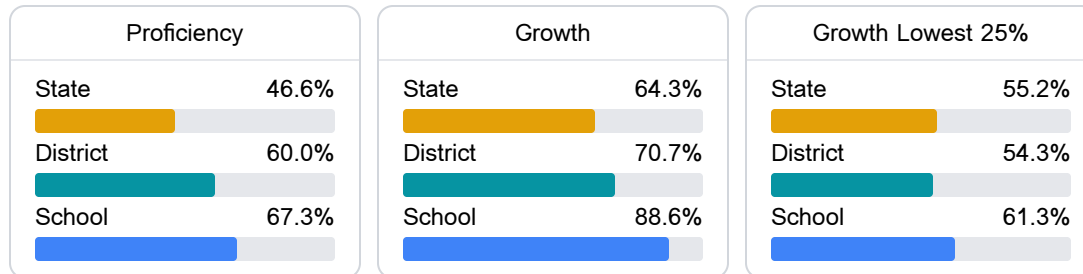 Proficiency
State 46.6%
District 60.0%
School 67.3%
Growth
State 64.3%
District 70.7%
School 88.6%
Growth Lowest 25%
State 55.2%
District 54.3%
School 61.3%